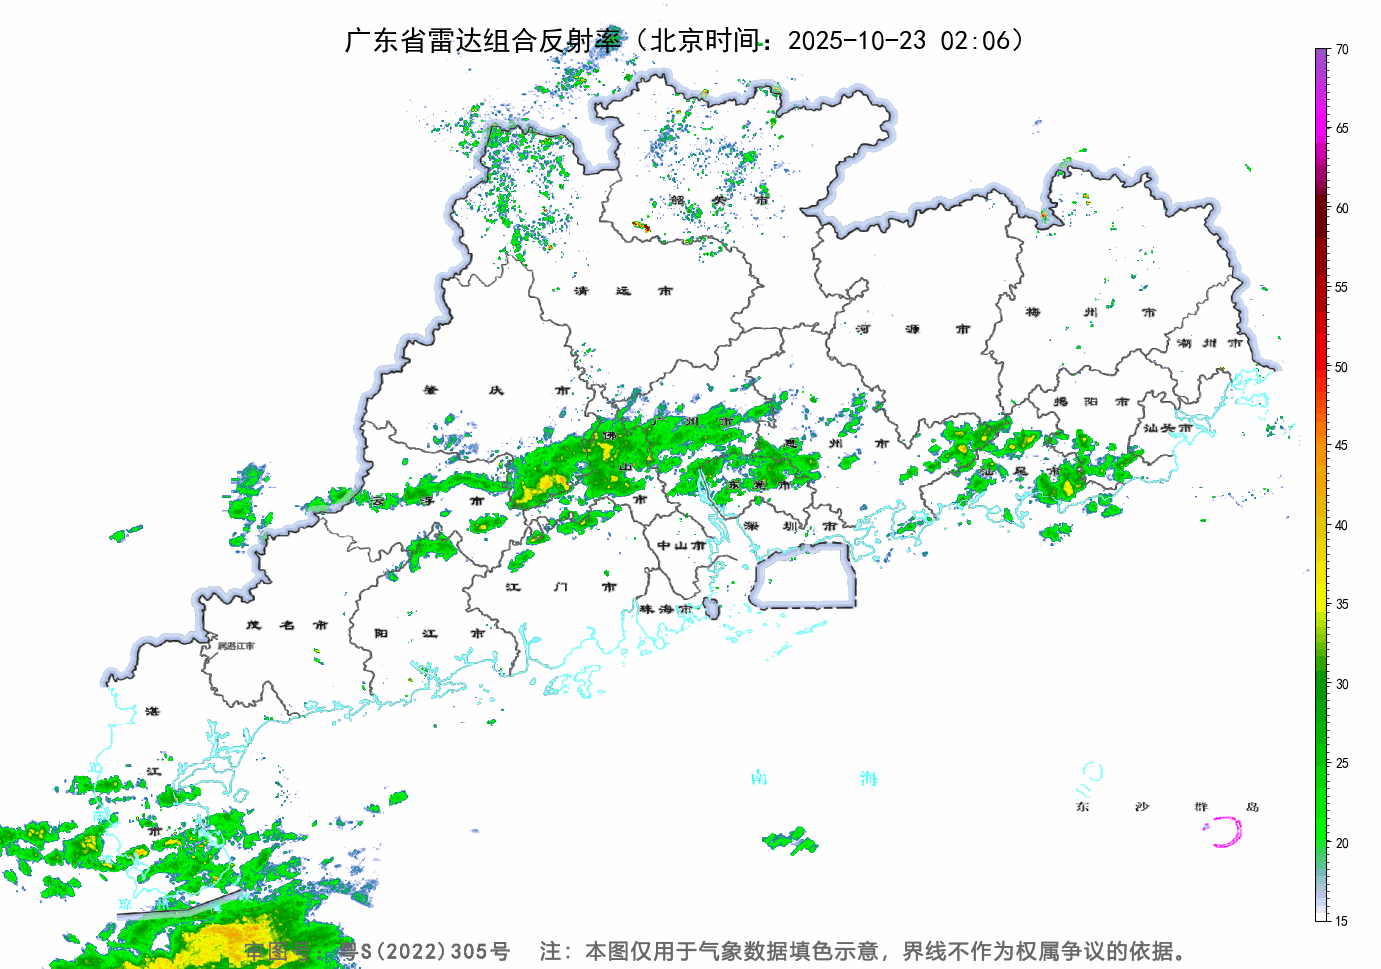 广东省雷达组合反射率（北京时间：2025-10-23 02:06）
70
65
60
55
50
45
40
35
30
25
20
15
韶关市
清远市
河源市
梅州市
潮州市
肇庆市
揭阳市
汕头市
广州市
佛山市
惠州市
汕尾市
东莞市
云浮市
深圳市
中山市
江门市
珠海市
茂名市
阳江市
属湛江市
湛江市
南海
东沙群岛
北
琼
审图号：粤S(2022)305号 注：本图仅用于气象数据填色示意，界线不作为权属争议的依据。